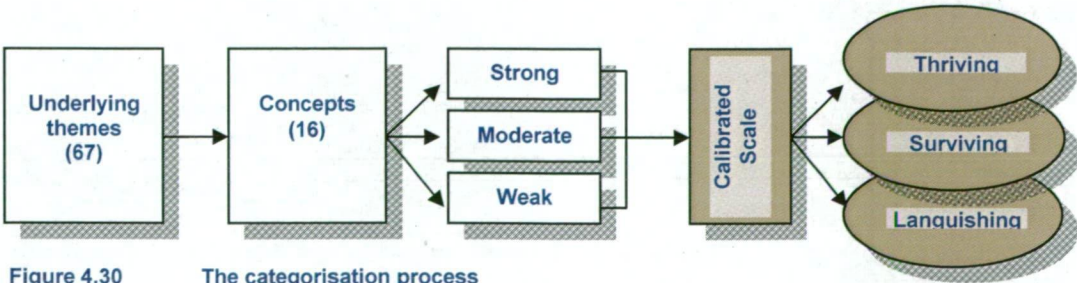 Underlying
themes
(67)
Concepts
(16)
Strong
Moderate
Weak
Calibrated
Scale
Thriving
Surviving
Languishing
Figure 4.30 The categorisation process